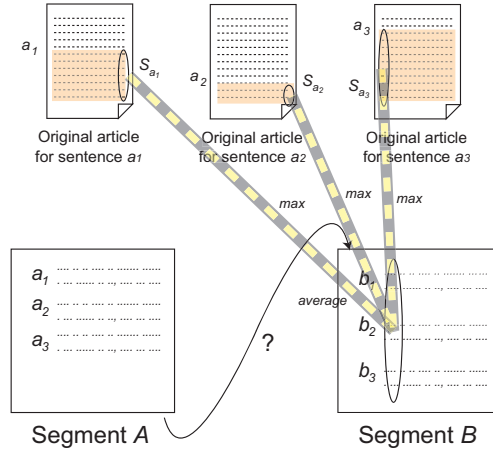 a1
Sa1
a2
Sa2
a3
Sa3
Original article
for sentence a1
Original article
for sentence a2
Original article
for sentence a3
max
max
max
average
?
a1
a2
a3
b1
b2
b3
Segment A
Segment B